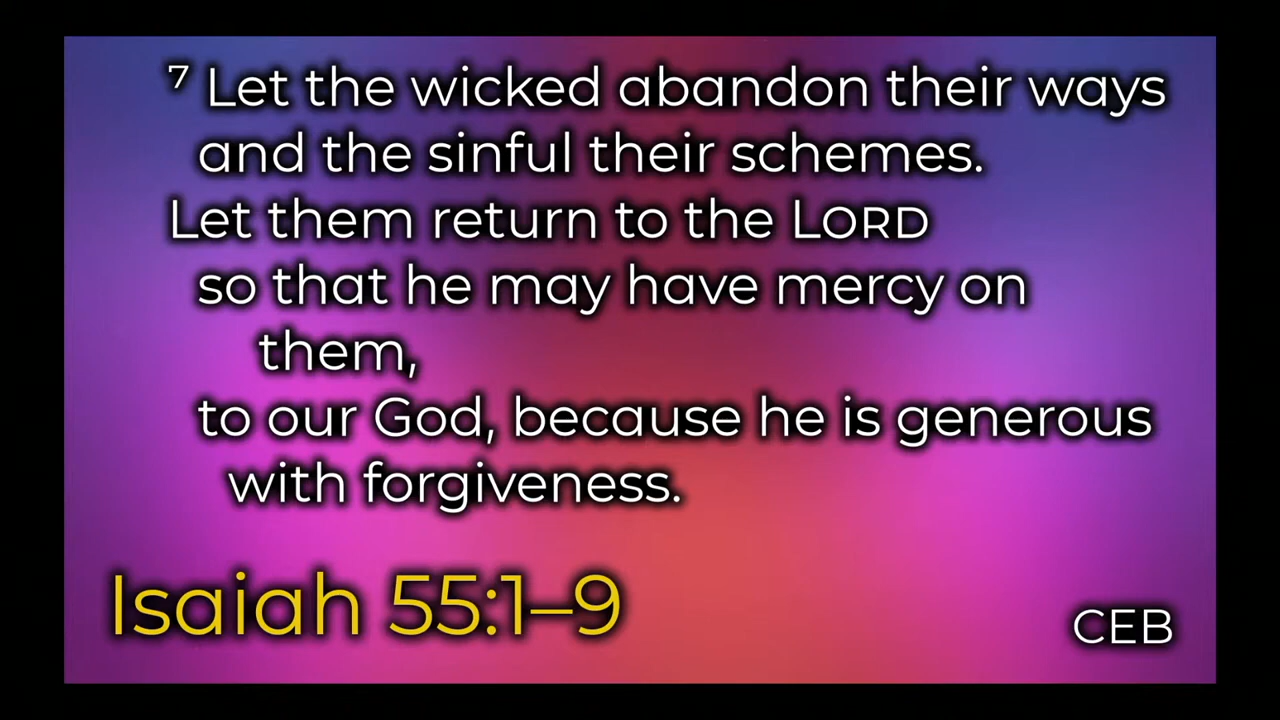 ⁷ Let the wicked abandon their ways
and the sinful their schemes.
Let them return to the LORD
so that he may have mercy on
them,
to our God, because he is generous
with forgiveness.
Isaiah 55:1–9
CEB